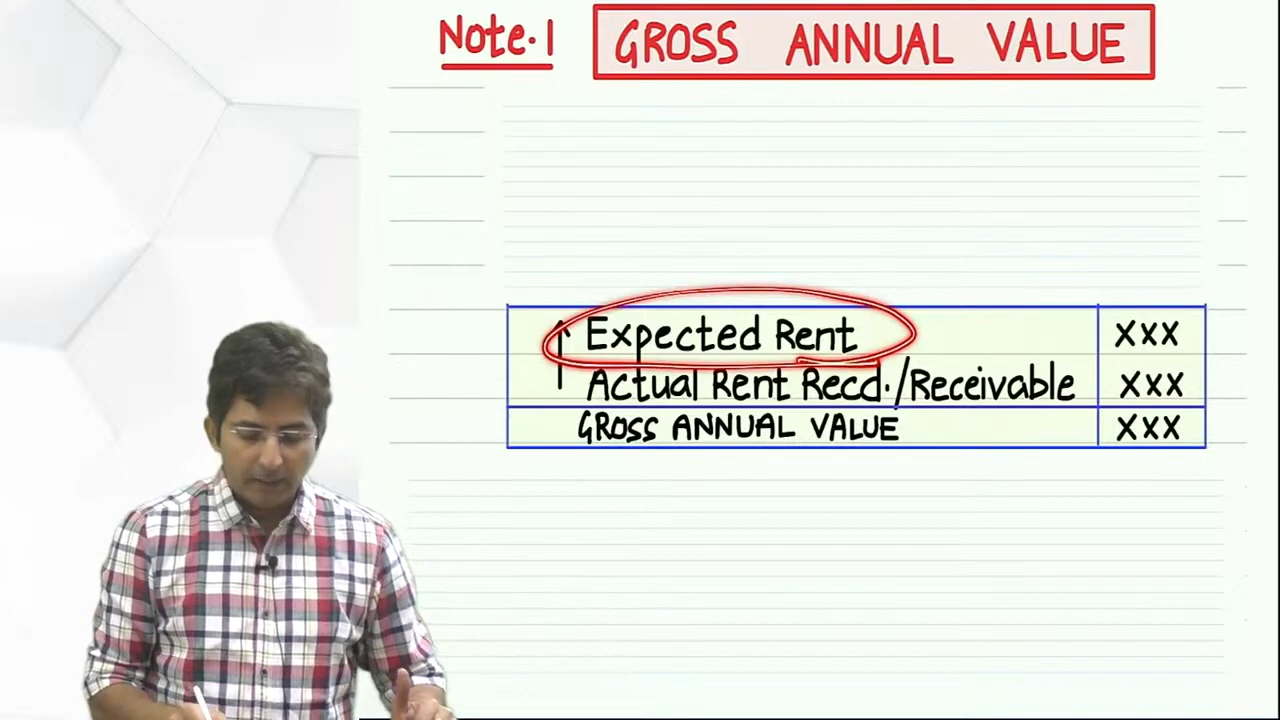 Note.1 GROSS ANNUAL VALUE
Expected Rent XXX
Actual Rent Recd./Receivable XXX
GROSS ANNUAL VALUE XXX